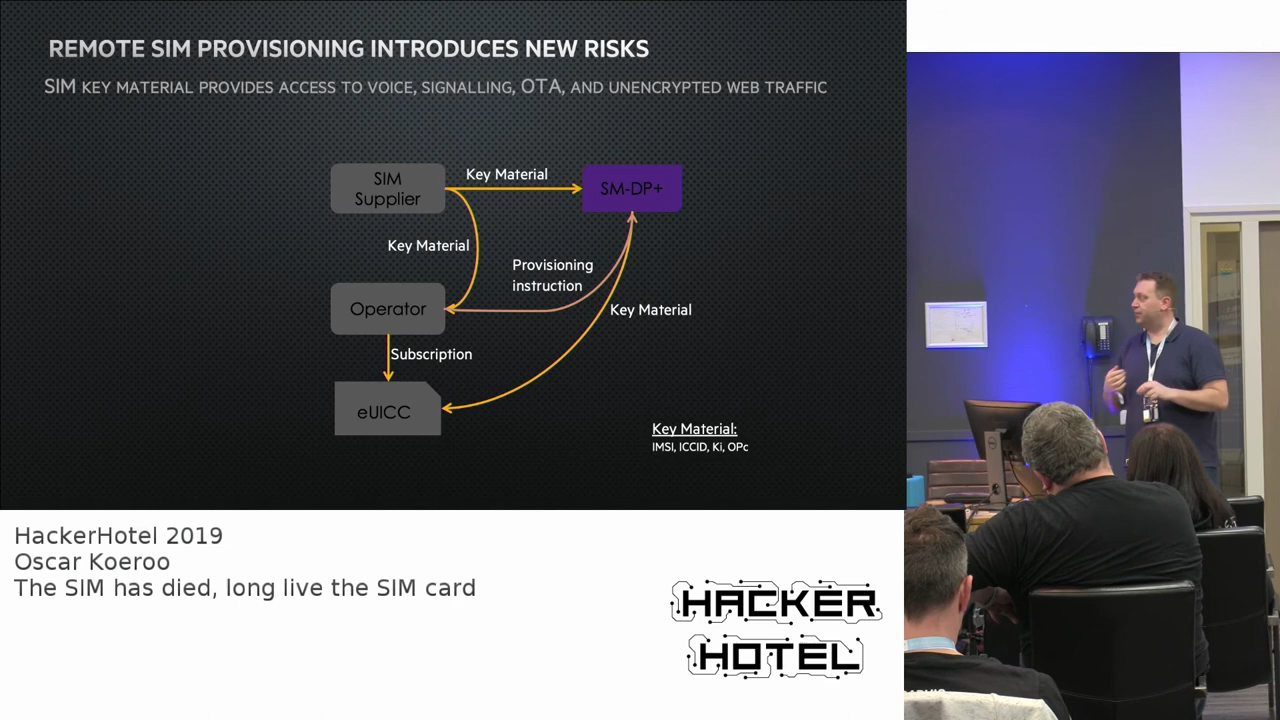 REMOTE SIM PROVISIONING INTRODUCES NEW RISKS
SIM KEY MATERIAL PROVIDES ACCESS TO VOICE, SIGNALLING, OTA, AND UNENCRYPTED WEB TRAFFIC
SIM
Supplier
Key Material
SM-DP+
Key Material
Provisioning
instruction
Operator
Key Material
Subscription
eUICC
Key Material:
IMSI, ICCID, Ki, OPc
HackerHotel 2019
Oscar Koeroo
The SIM has died, long live the SIM card
HACKER
HOTEL